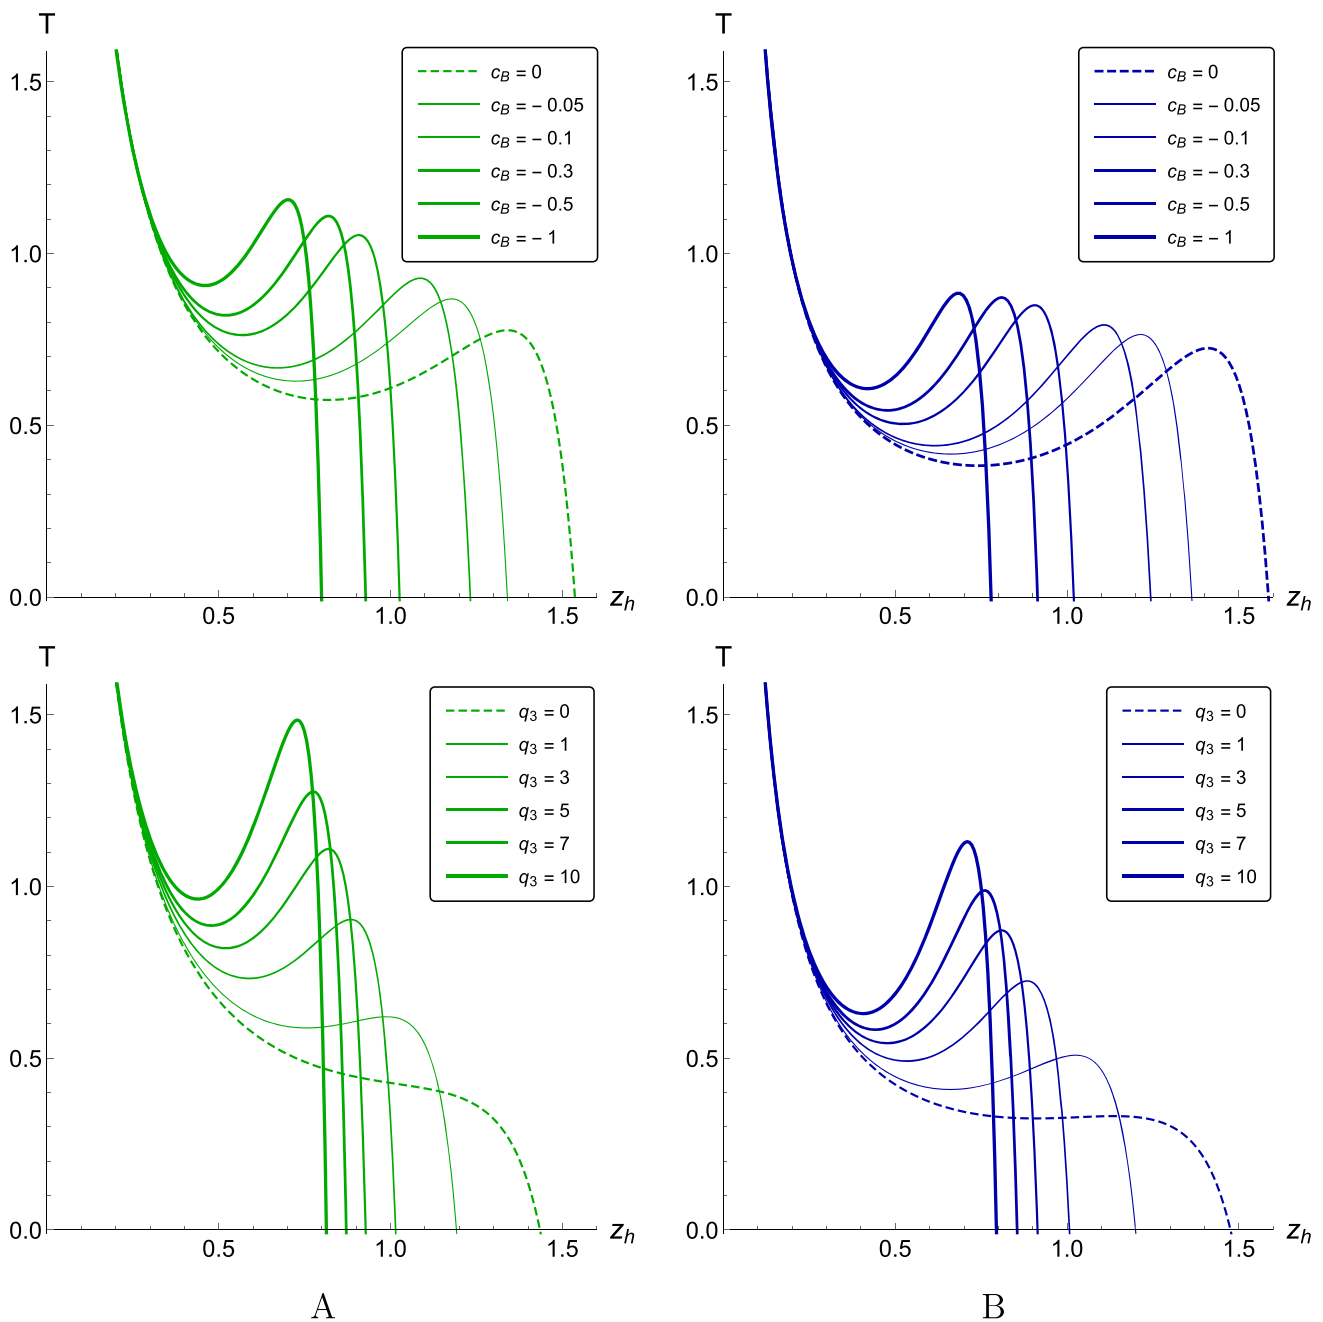 T
1.5
1.0
0.5
0.0
0.5
1.0
1.5
z_h
c_B = 0
c_B = − 0.05
c_B = − 0.1
c_B = − 0.3
c_B = − 0.5
c_B = − 1
T
1.5
1.0
0.5
0.0
0.5
1.0
1.5
z_h
c_B = 0
c_B = − 0.05
c_B = − 0.1
c_B = − 0.3
c_B = − 0.5
c_B = − 1
T
1.5
1.0
0.5
0.0
0.5
1.0
1.5
z_h
q_3 = 0
q_3 = 1
q_3 = 3
q_3 = 5
q_3 = 7
q_3 = 10
T
1.5
1.0
0.5
0.0
0.5
1.0
1.5
z_h
q_3 = 0
q_3 = 1
q_3 = 3
q_3 = 5
q_3 = 7
q_3 = 10
A
B